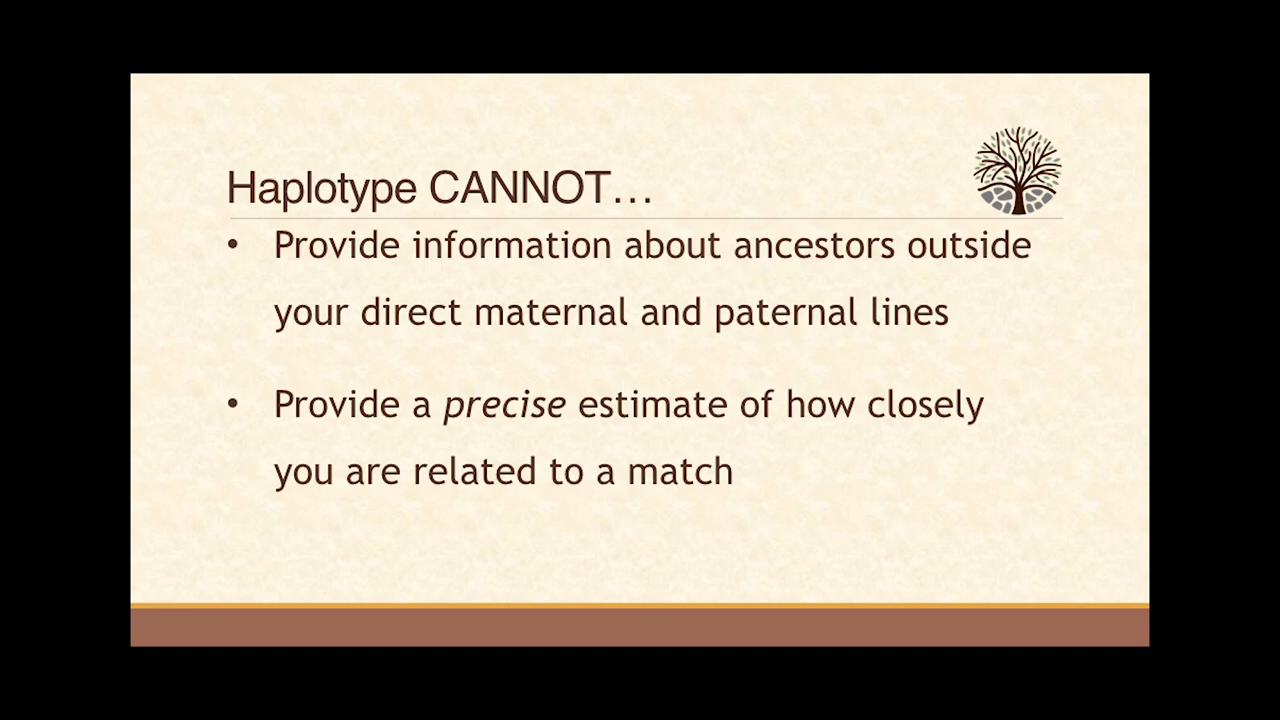 Haplotype CANNOT…
• Provide information about ancestors outside
your direct maternal and paternal lines
• Provide a precise estimate of how closely
you are related to a match